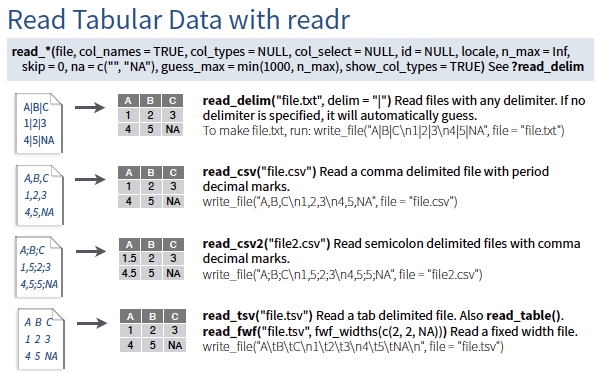 Read Tabular Data with readr
read_*(file, col_names = TRUE, col_types = NULL, col_select = NULL, id = NULL, locale, n_max = Inf,
skip = 0, na = c("", "NA"), guess_max = min(1000, n_max), show_col_types = TRUE) See ?read_delim
A|B|C
1|2|3
4|5|NA
A B C
1 2 3
4 5 NA
read_delim("file.txt", delim = "|") Read files with any delimiter. If no
delimiter is specified, it will automatically guess.
To make file.txt, run: write_file("A|B|C\n1|2|3\n4|5|NA", file = "file.txt")
A,B,C
1,2,3
4,5,NA
A B C
1 2 3
4 5 NA
read_csv("file.csv") Read a comma delimited file with period
decimal marks.
write_file("A,B,C\n1,2,3\n4,5,NA", file = "file.csv")
A;B;C
1,5;2;3
4,5;5;NA
A B C
1.5 2 3
4.5 5 NA
read_csv2("file2.csv") Read semicolon delimited files with comma
decimal marks.
write_file("A;B;C\n1,5;2;3\n4,5;5;NA", file = "file2.csv")
A B C
1 2 3
4 5 NA
A B C
1 2 3
4 5 NA
read_tsv("file.tsv") Read a tab delimited file. Also read_table().
read_fwf("file.tsv", fwf_widths(c(2, 2, NA))) Read a fixed width file.
write_file("A\tB\tC\n1\t2\t3\n4\t5\tNA\n", file = "file.tsv")